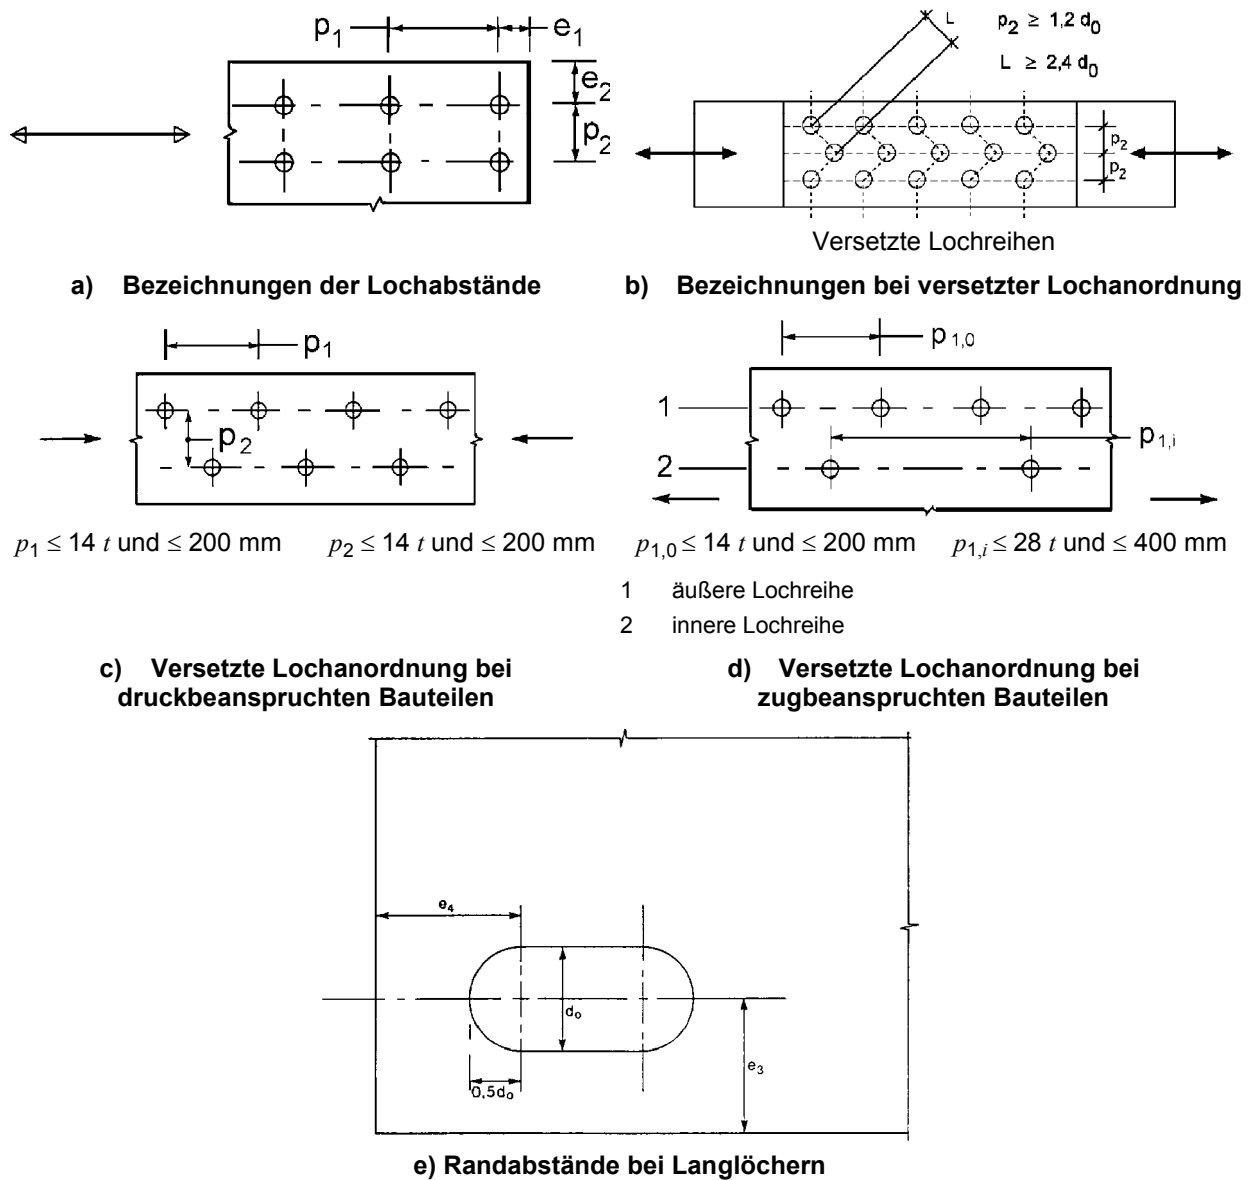 p1
e1
e2
p2
L
p2 ≥ 1,2 d0
L ≥ 2,4 d0
p2
p2
Versetzte Lochreihen
a) Bezeichnungen der Lochabstände
b) Bezeichnungen bei versetzter Lochanordnung
p1
p2
p1 ≤ 14 t und ≤ 200 mm
p2 ≤ 14 t und ≤ 200 mm
p1,0
1
p1,i
2
p1,0 ≤ 14 t und ≤ 200 mm
p1,i ≤ 28 t und ≤ 400 mm
1 äußere Lochreihe
2 innere Lochreihe
c) Versetzte Lochanordnung bei
druckbeanspruchten Bauteilen
d) Versetzte Lochanordnung bei
zugbeanspruchten Bauteilen
e4
do
e3
0,5do
e) Randabstände bei Langlöchern